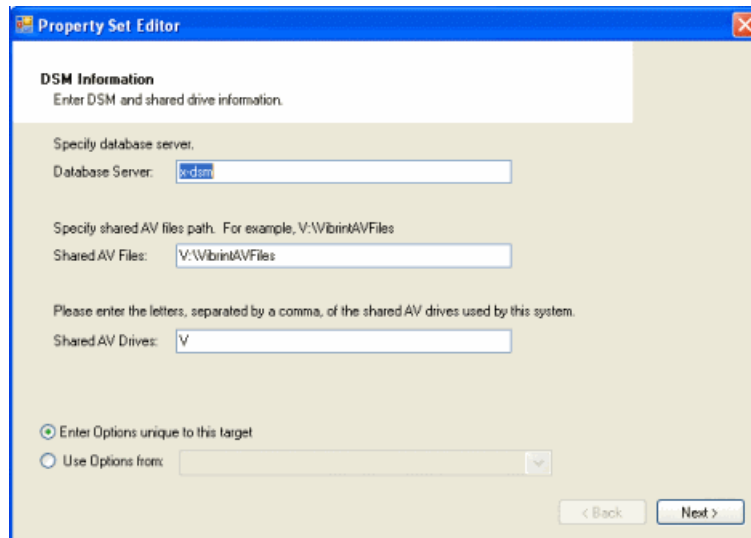 Property Set Editor
DSM Information
Enter DSM and shared drive information.
Specify database server.
Database Server: x-dsm
Specify shared AV files path. For example, V:\VibrintAVFiles
Shared AV Files: V:\VibrintAVFiles
Please enter the letters, separated by a comma, of the shared AV drives used by this system.
Shared AV Drives: V
Enter Options unique to this target
Use Options from:
< Back Next >